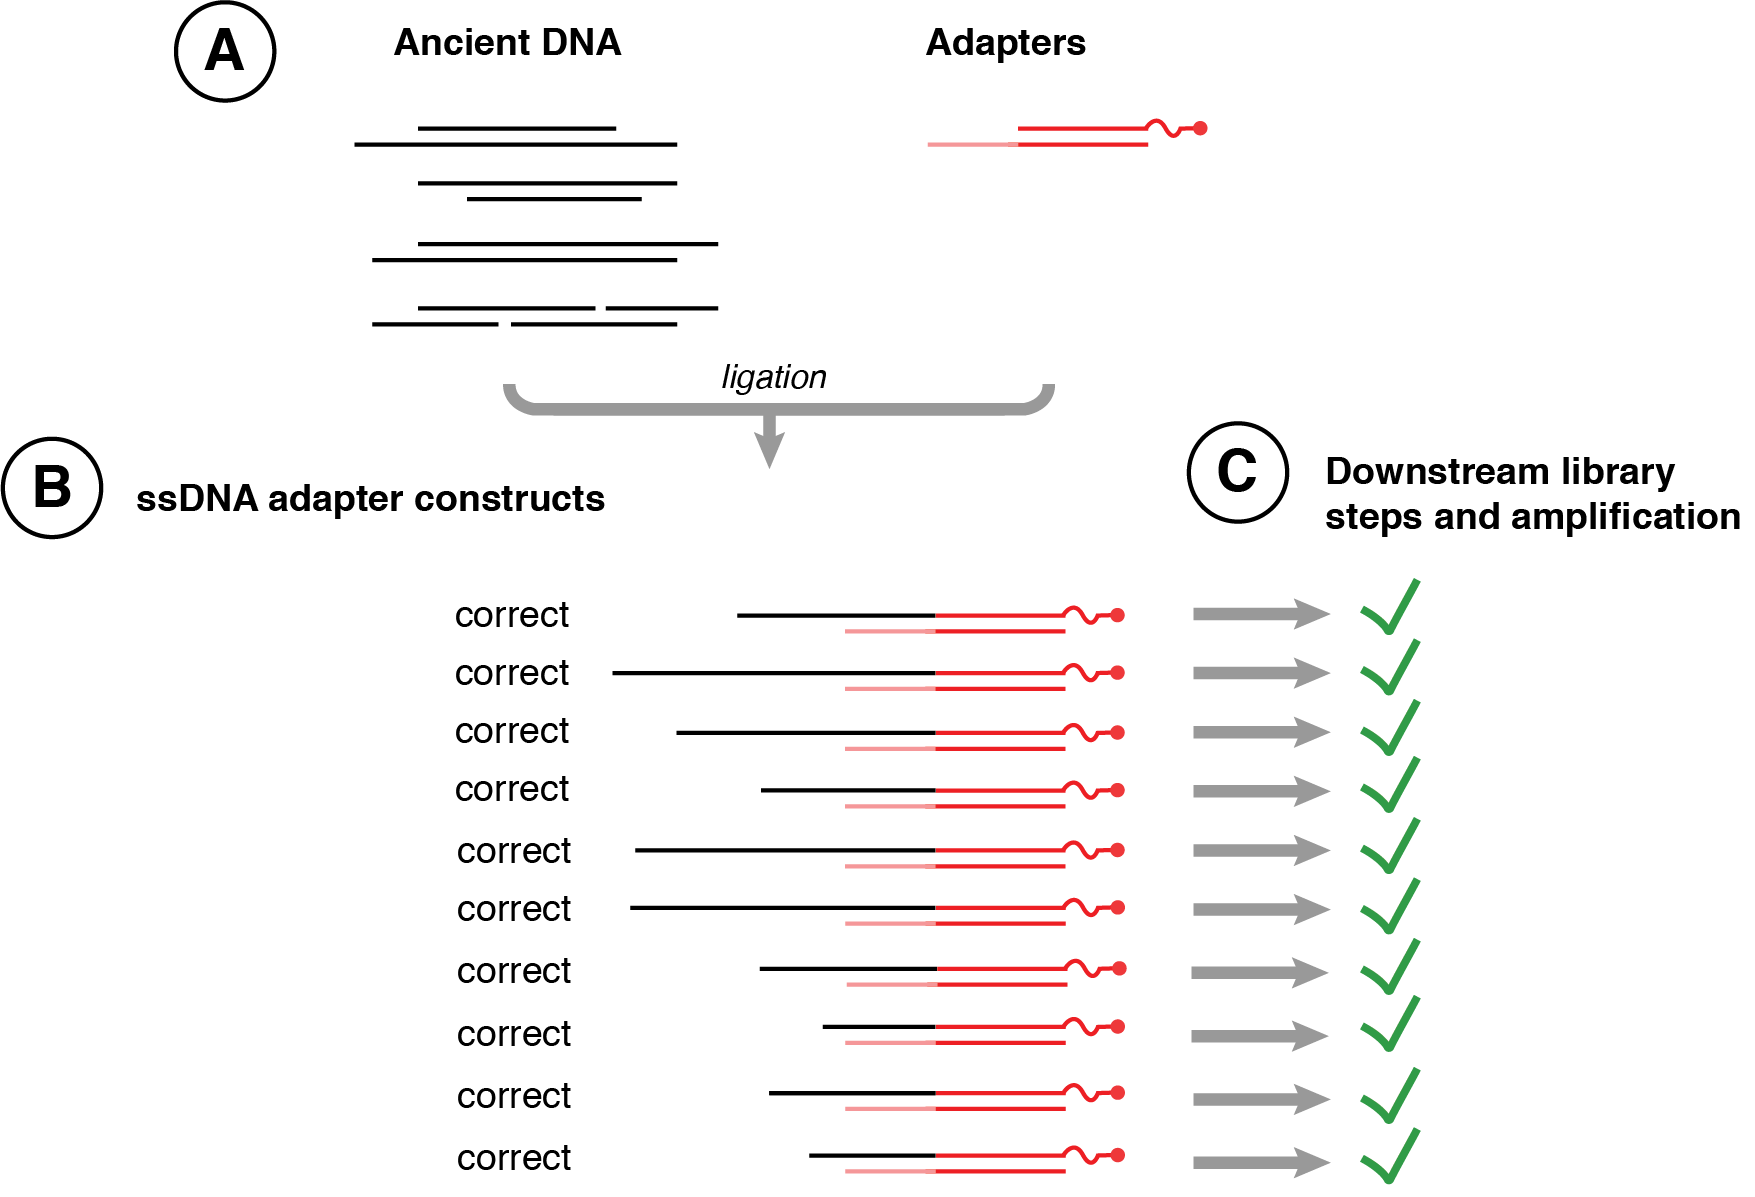 A
Ancient DNA
Adapters
ligation
B
ssDNA adapter constructs
C
Downstream library
steps and amplification
correct
correct
correct
correct
correct
correct
correct
correct
correct
correct